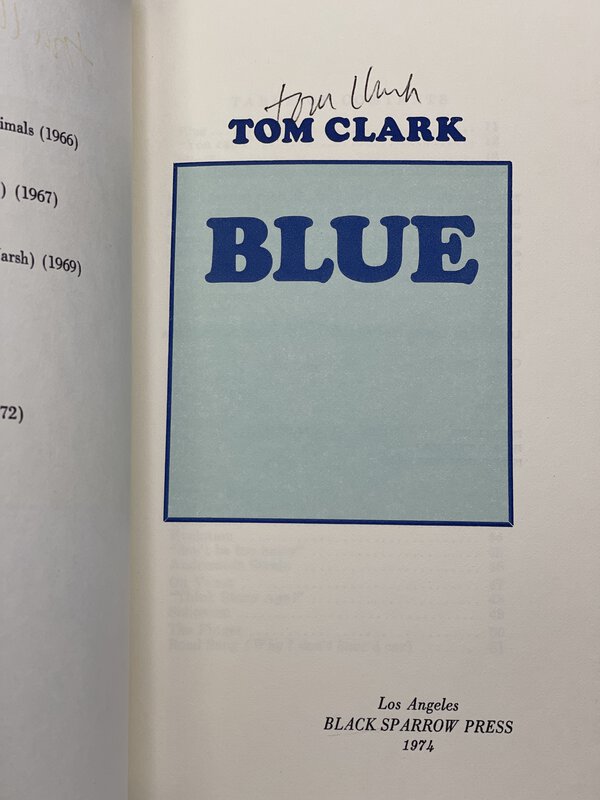 imals (1966)
) (1967)
arsh) (1969)
72)
tom Clark
TOM CLARK
BLUE
Los Angeles
BLACK SPARROW PRESS
1974